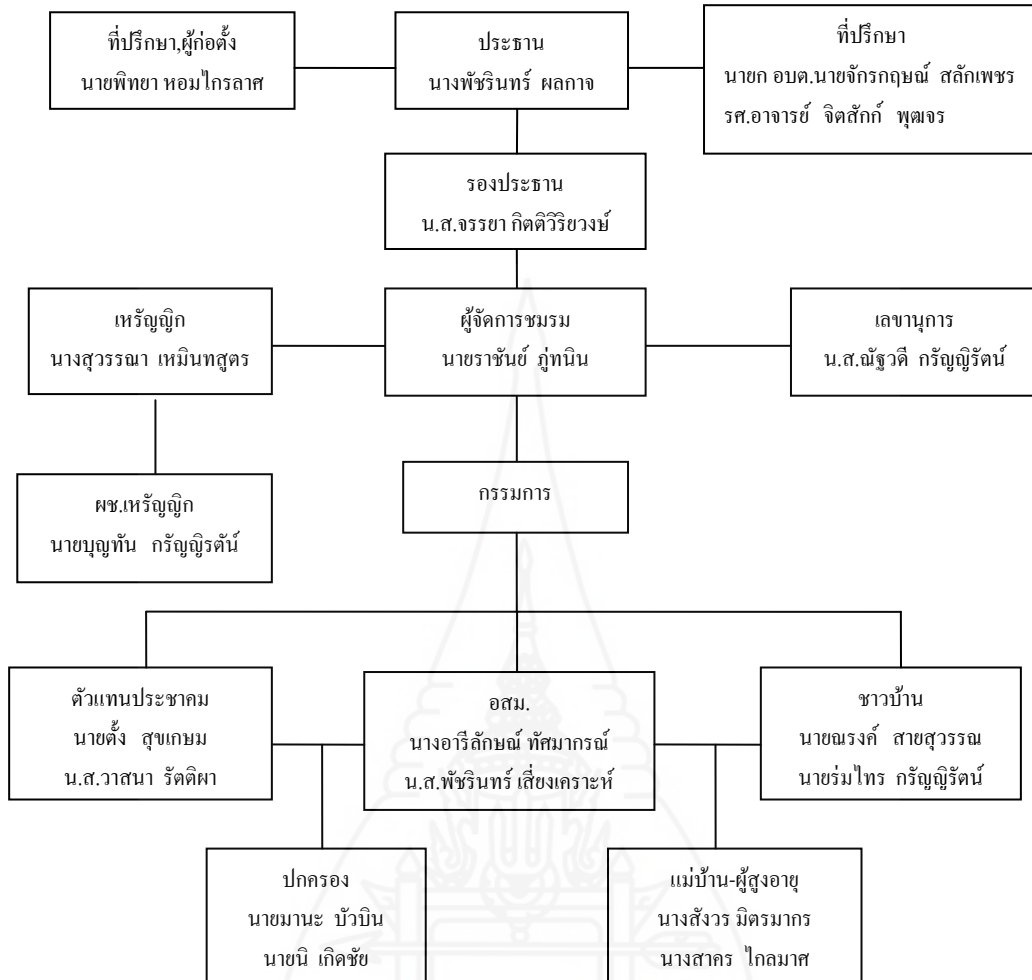 ที่ปรึกษา,ผู้ก่อตั้ง
นายพิทยา หอมไกรลาศ
ประธาน
นางพัชรินทร์ ผลกาจ
ที่ปรึกษา
นายก อบต.นายจักรกฤษณ์ สลักเพชร
รศ.อาจารย์ จิตสักก์ พุฒจร
รองประธาน
น.ส.จรรยา กิตติวิริยวงษ์
เหรัญญิก
นางสุวรรณา เหมินทสูตร
ผู้จัดการชมรม
นายราชันย์ ภู่ทนิน
เลขานุการ
น.ส.ณัฐวดี กรัญญิรัตน์
ผช.เหรัญญิก
นายบุญทัน กรัญญิรตัน์
กรรมการ
ตัวแทนประชาคม
นายตั้ง สุขเกษม
น.ส.วาสนา รัตติผา
อสม.
นางอารีลักษณ์ ทัศมากรณ์
น.ส.พัชรินทร์ เสี่ยงเคราะห์
ชาวบ้าน
นายณรงค์ สายสุวรรณ
นายร่มไทร กรัญญิรัตน์
ปกครอง
นายมานะ บัวบิน
นายนิ เกิดชัย
แม่บ้าน-ผู้สูงอายุ
นางสังวร มิตรมากร
นางสาคร ไกลมาศ